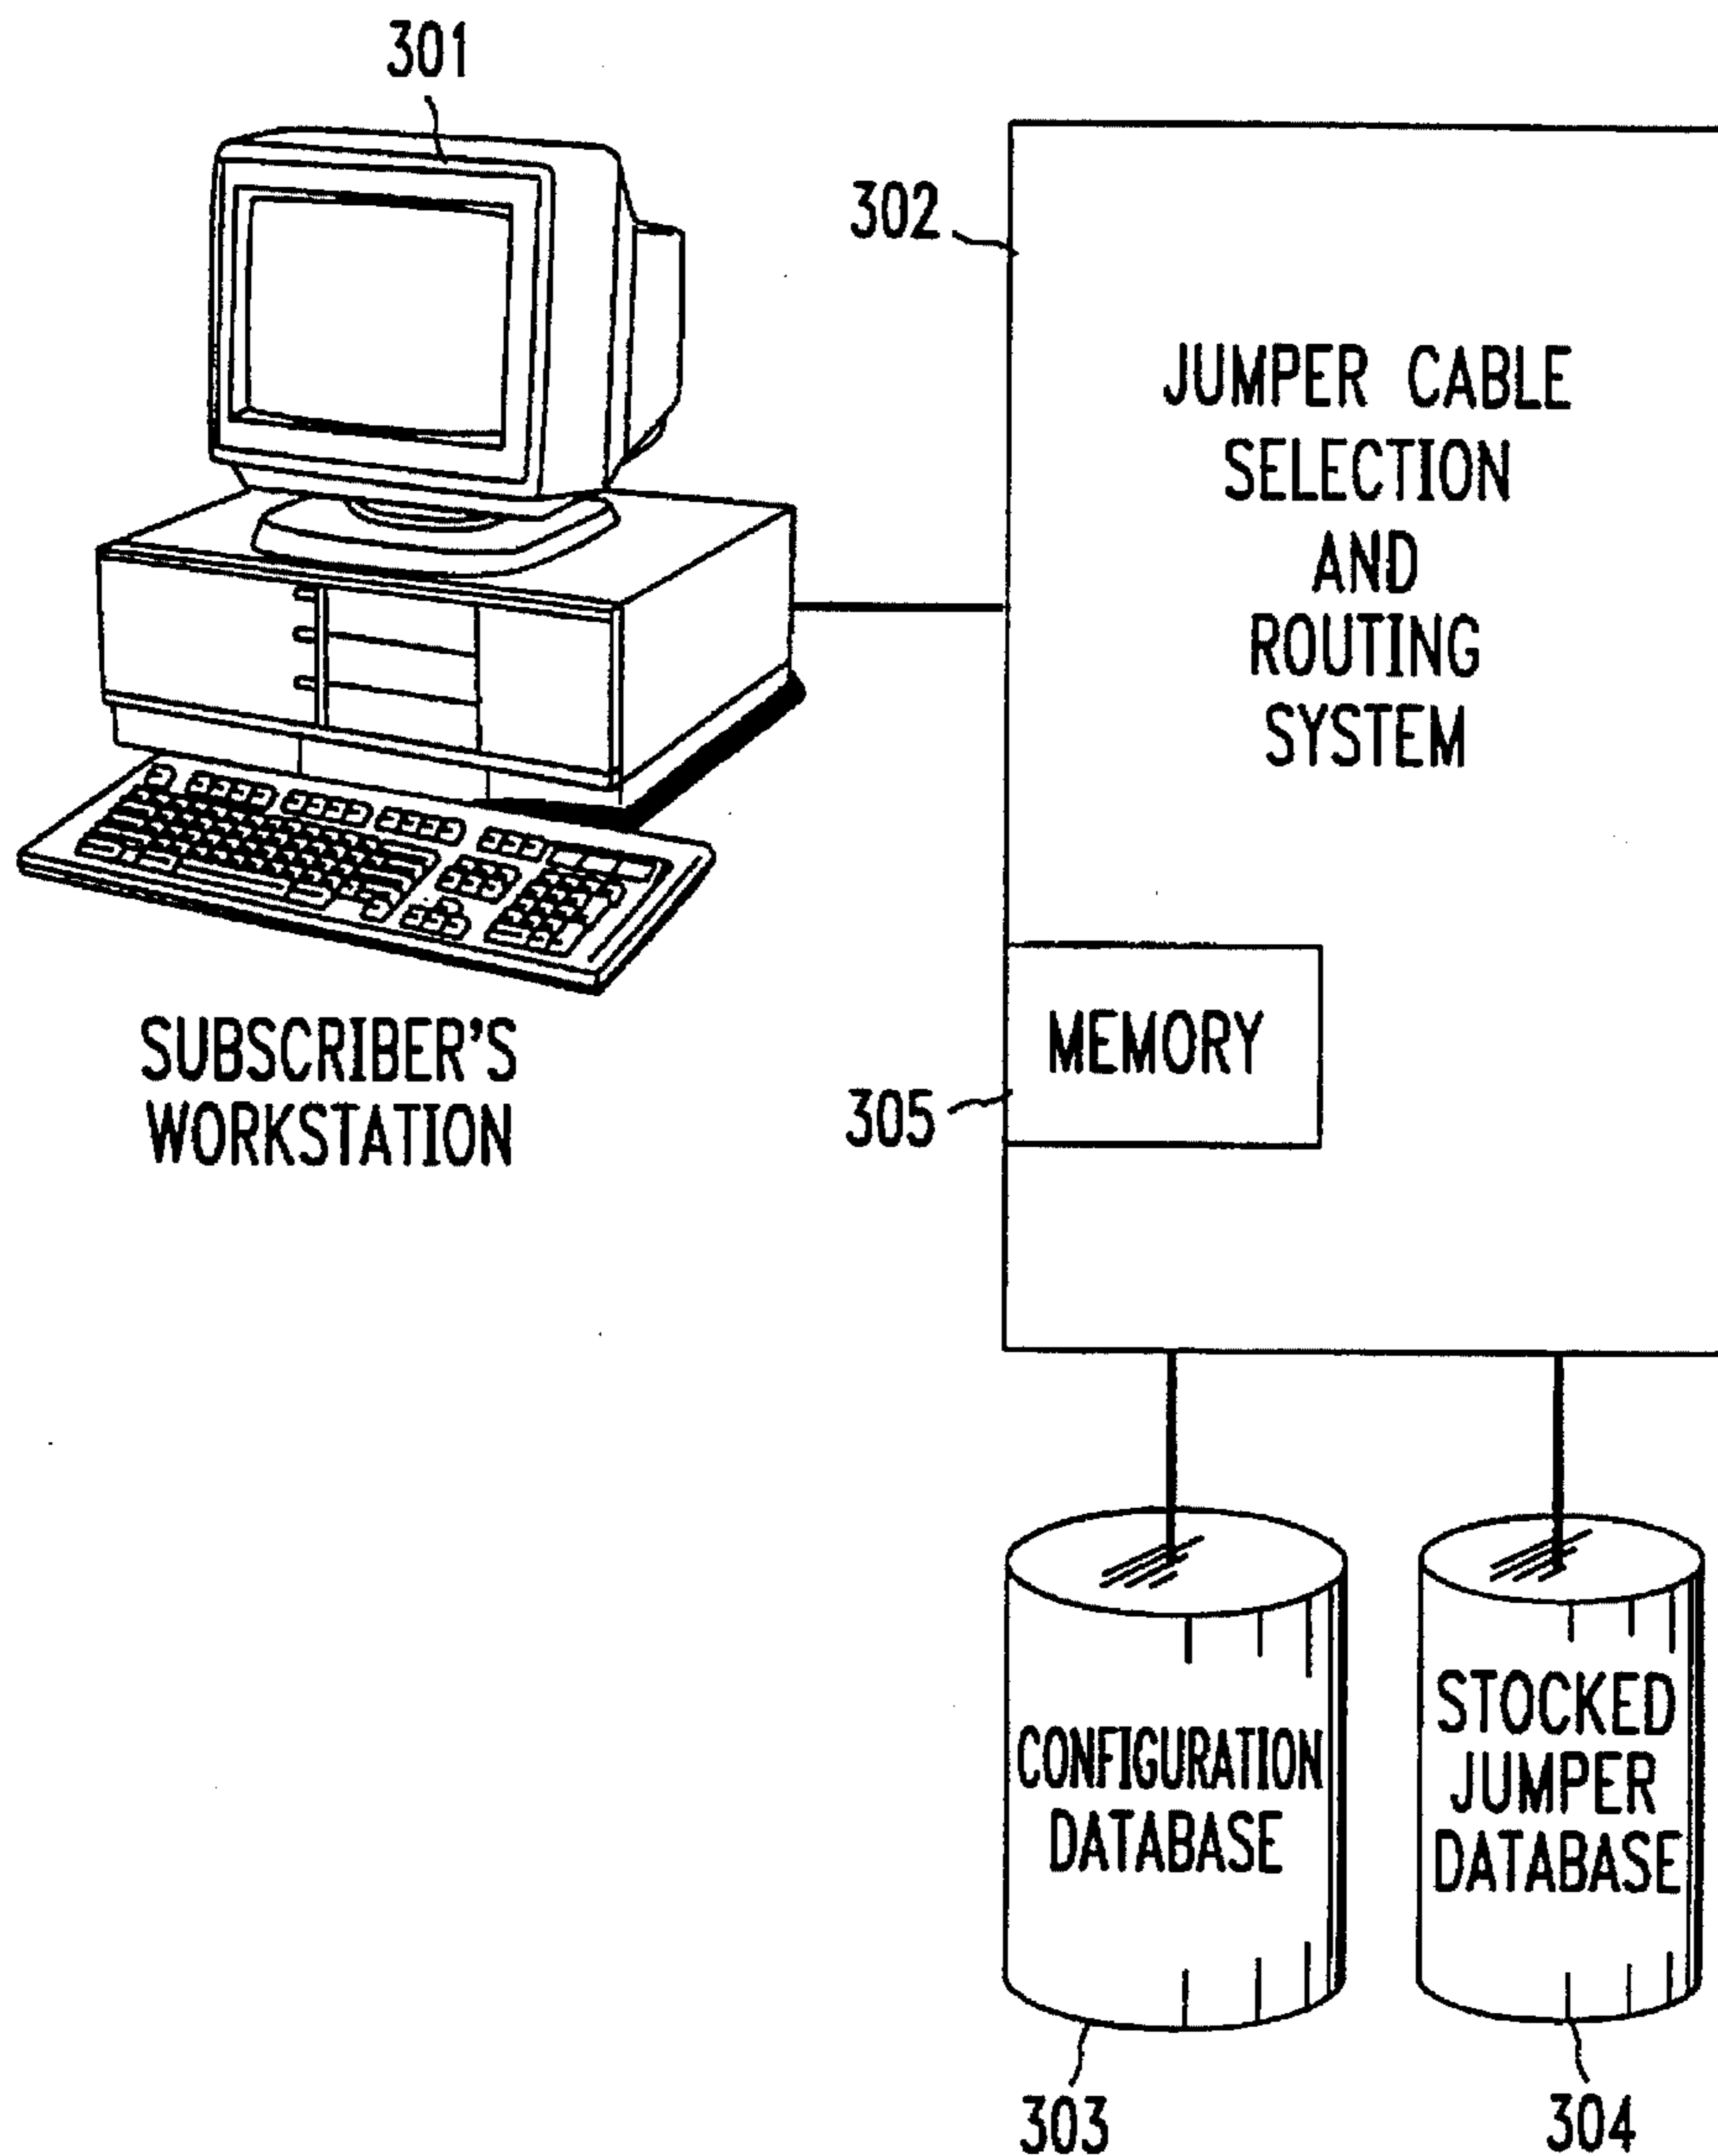 301
302
JUMPER CABLE
SELECTION
AND
ROUTING
SYSTEM
MEMORY
305
SUBSCRIBER'S
WORKSTATION
CONFIGURATION
DATABASE
STOCKED
JUMPER
DATABASE
303
304